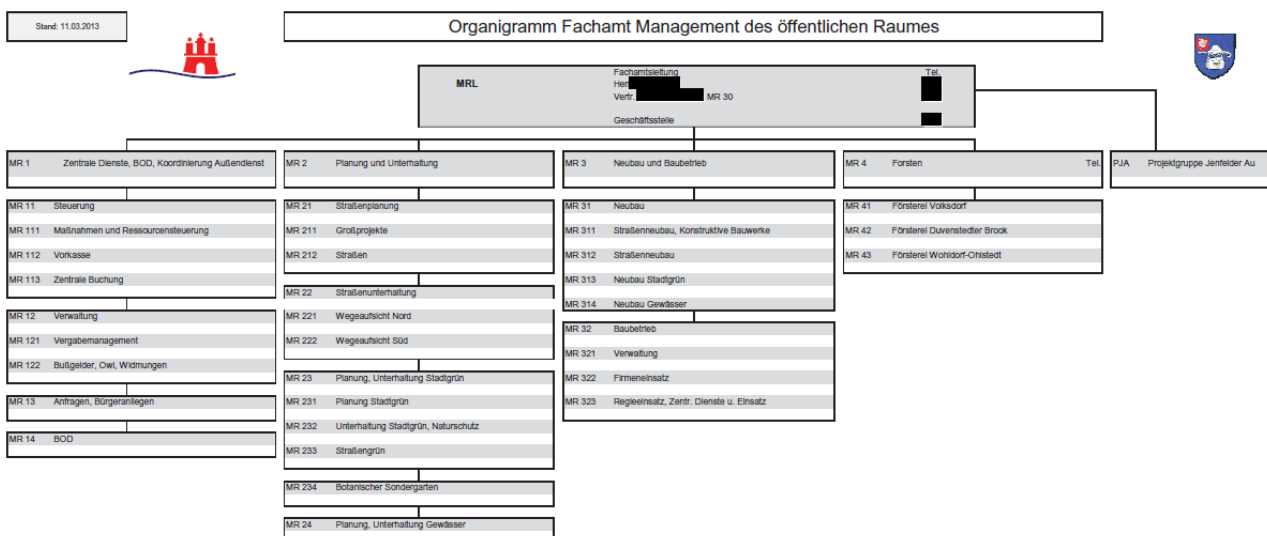 Stand: 11.03.2013
Organigramm Fachamt Management des öffentlichen Raumes
MRL
Fachamtsleitung
Tel.
Herr
Vertr. MR 30
Geschäftsstelle
MR 1 Zentrale Dienste, BOD, Koordinierung Außendienst
MR 11 Steuerung
MR 111 Maßnahmen und Ressourcensteuerung
MR 112 Vorkasse
MR 113 Zentrale Buchung
MR 12 Verwaltung
MR 121 Vergabemanagement
MR 122 Bußgelder, Owi, Widmungen
MR 13 Anfragen, Bürgeranliegen
MR 14 BOD
MR 2 Planung und Unterhaltung
MR 21 Straßenplanung
MR 211 Großprojekte
MR 212 Straßen
MR 22 Straßenunterhaltung
MR 221 Wegeaufsicht Nord
MR 222 Wegeaufsicht Süd
MR 23 Planung, Unterhaltung Stadtgrün
MR 231 Planung Stadtgrün
MR 232 Unterhaltung Stadtgrün, Naturschutz
MR 233 Straßengrün
MR 234 Botanischer Sondergarten
MR 24 Planung, Unterhaltung Gewässer
MR 3 Neubau und Baubetrieb
MR 31 Neubau
MR 311 Straßenneubau, Konstruktive Bauwerke
MR 312 Straßenneubau
MR 313 Neubau Stadtgrün
MR 314 Neubau Gewässer
MR 32 Baubetrieb
MR 321 Verwaltung
MR 322 Firmeneinsatz
MR 323 Regieeinsatz, Zentr. Dienste u. Einsatz
MR 4 Forsten Tel.
MR 41 Försterei Volksdorf
MR 42 Försterei Duvenstedter Brook
MR 43 Försterei Wohldorf-Ohlstedt
PJA Projektgruppe Jenfelder Au